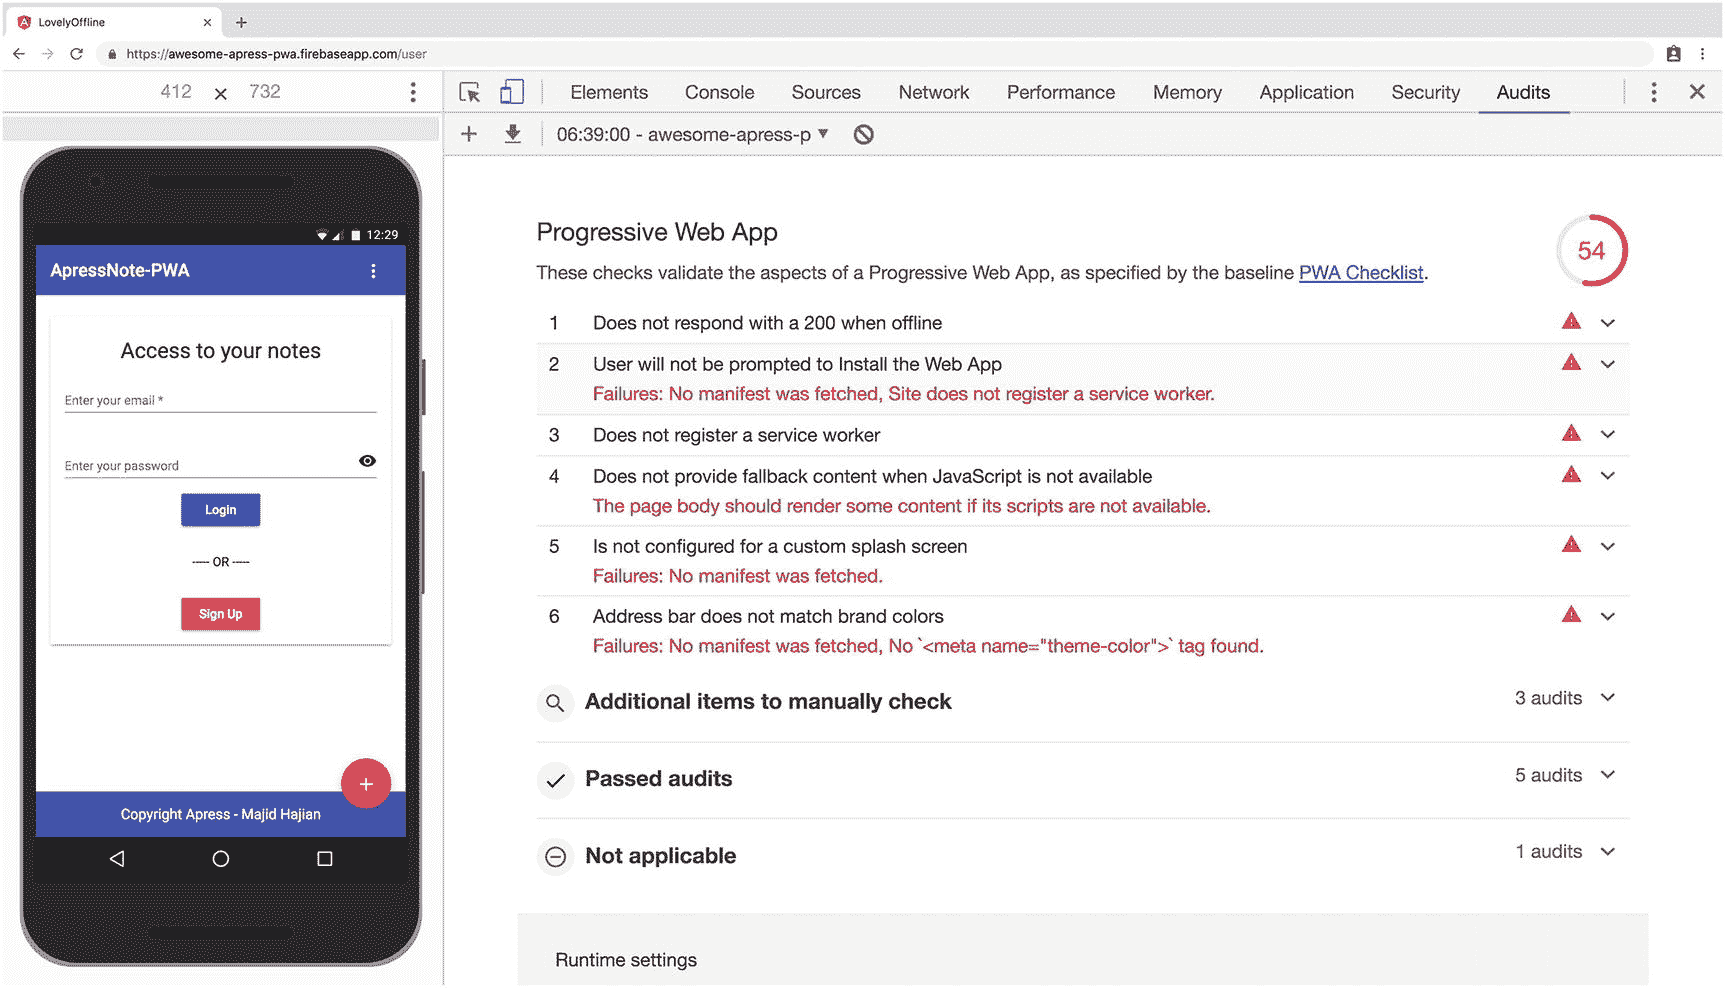 LovelyOffline
https://awesome-apress-pwa.firebaseapp.com/user
412 × 732
Elements Console Sources Network Performance Memory Application Security Audits
06:39:00 - awesome-apress-p
12:29
ApressNote-PWA
Access to your notes
Enter your email *
Enter your password
Login
---- OR ----
Sign Up
+
Copyright Apress - Majid Hajian
Progressive Web App
54
These checks validate the aspects of a Progressive Web App, as specified by the baseline PWA Checklist.
1 Does not respond with a 200 when offline
2 User will not be prompted to Install the Web App
Failures: No manifest was fetched, Site does not register a service worker.
3 Does not register a service worker
4 Does not provide fallback content when JavaScript is not available
The page body should render some content if its scripts are not available.
5 Is not configured for a custom splash screen
Failures: No manifest was fetched.
6 Address bar does not match brand colors
Failures: No manifest was fetched, No `<meta name="theme-color">` tag found.
Additional items to manually check 3 audits
Passed audits 5 audits
Not applicable 1 audits
Runtime settings